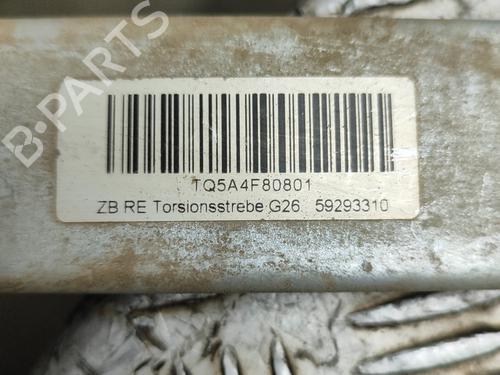 B-PARTS
TQ5A4F80801
ZB RE Torsionsstrebe G26 59293310